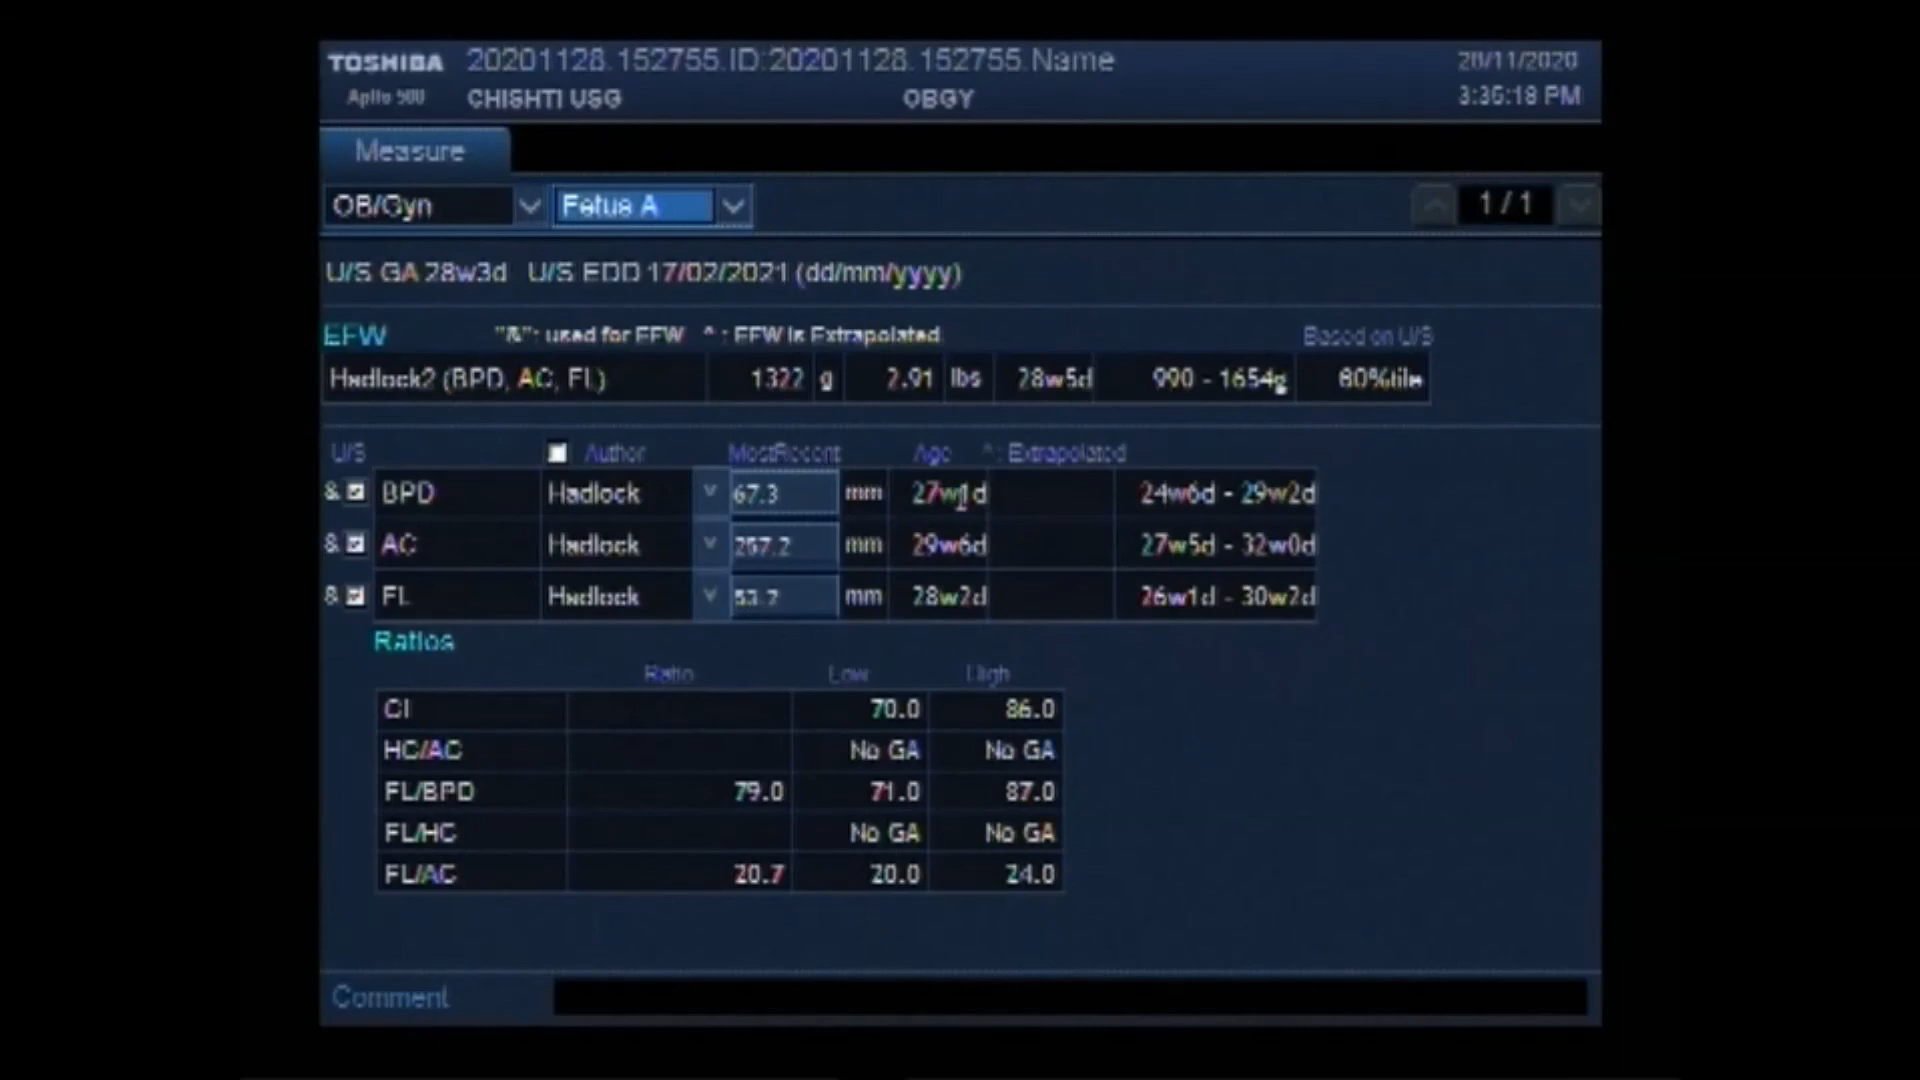 TOSHIBA 20201128.152755.ID:20201128.152755.Name 28/11/2020
Aplio 500 CHISHTI USG OBGY 3:36:18 PM
Measure
OB/Gyn Fetus A 1 / 1
U/S GA 28w3d U/S EDD 17/02/2021 (dd/mm/yyyy)
EFW "&": used for EFW ^ : EFW is Extrapolated Based on U/S
Hadlock2 (BPD, AC, FL) 1322 g 2.91 lbs 28w5d 990 - 1654g 60%tile
U/S Author MostRecent Age ^ : Extrapolated
& BPD Hadlock 67.3 mm 27w1d 24w6d - 29w2d
& AC Hadlock 257.2 mm 29w6d 27w5d - 32w0d
& FL Hadlock 53.2 mm 28w2d 26w1d - 30w2d
Ratios
Ratio Low High
CI 70.0 86.0
HC/AC No GA No GA
FL/BPD 79.0 71.0 87.0
FL/HC No GA No GA
FL/AC 20.7 20.0 24.0
Comment